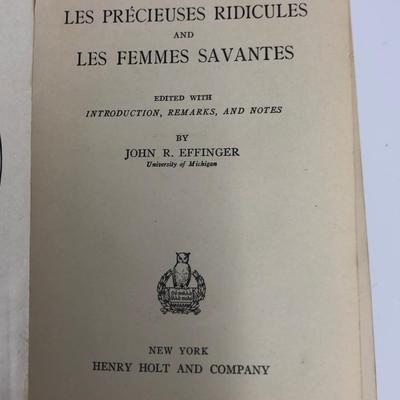 LES PRÉCIEUSES RIDICULES
AND
LES FEMMES SAVANTES
EDITED WITH
INTRODUCTION, REMARKS, AND NOTES
BY
JOHN R. EFFINGER
University of Michigan
NEW YORK
HENRY HOLT AND COMPANY